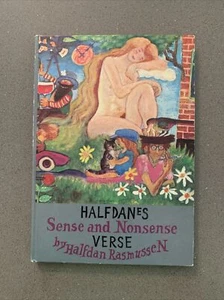 HALFDANES
Sense and Nonsense
VERSE
by Halfdan Rasmussen